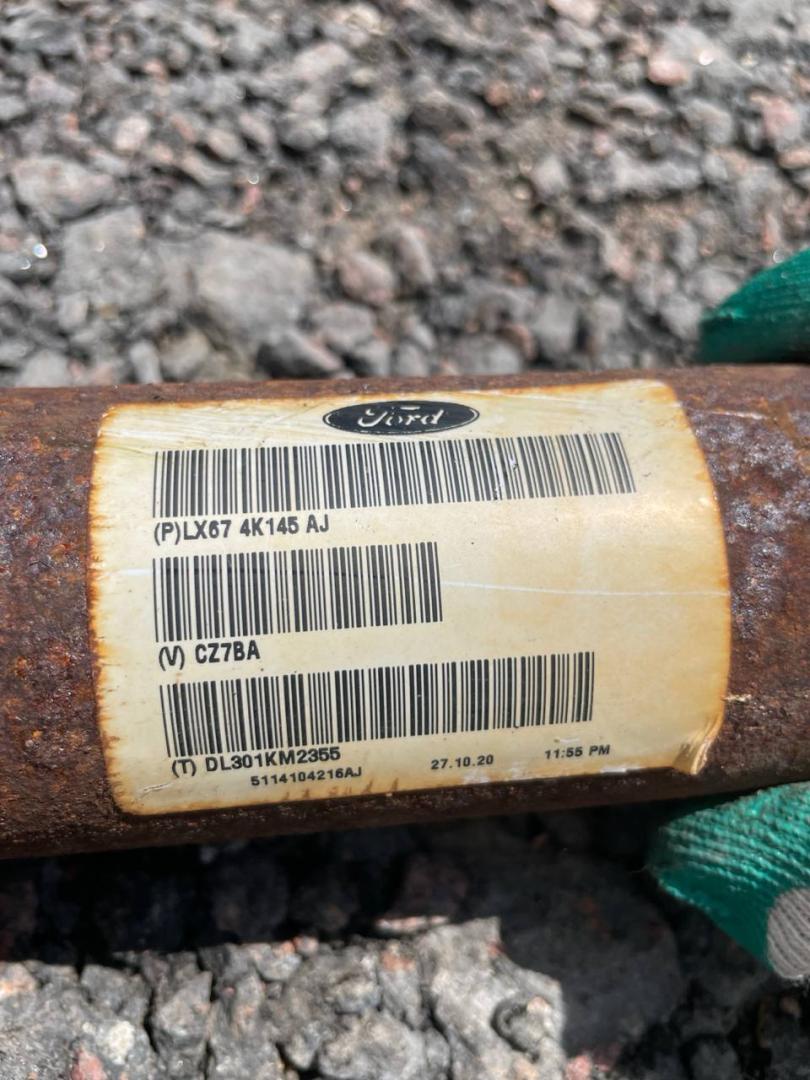 Ford
(P)LX67 4K145 AJ
(V) CZ7BA
(T) DL301KM2355
5114104216AJ 27.10.20 11:55 PM